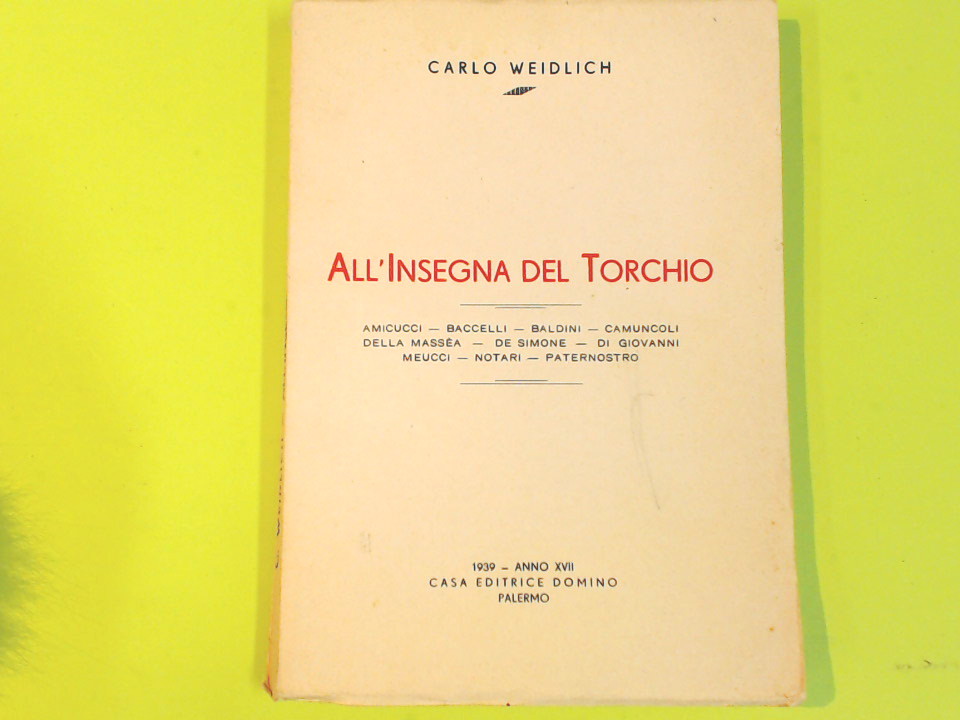 CARLO WEIDLICH
ALL'INSEGNA DEL TORCHIO
AMICUCCI — BACCELLI — BALDINI — CAMUNCOLI
DELLA MASSÈA — DE SIMONE — DI GIOVANNI
MEUCCI — NOTARI — PATERNOSTRO
1939 - ANNO XVII
CASA EDITRICE DOMINO
PALERMO